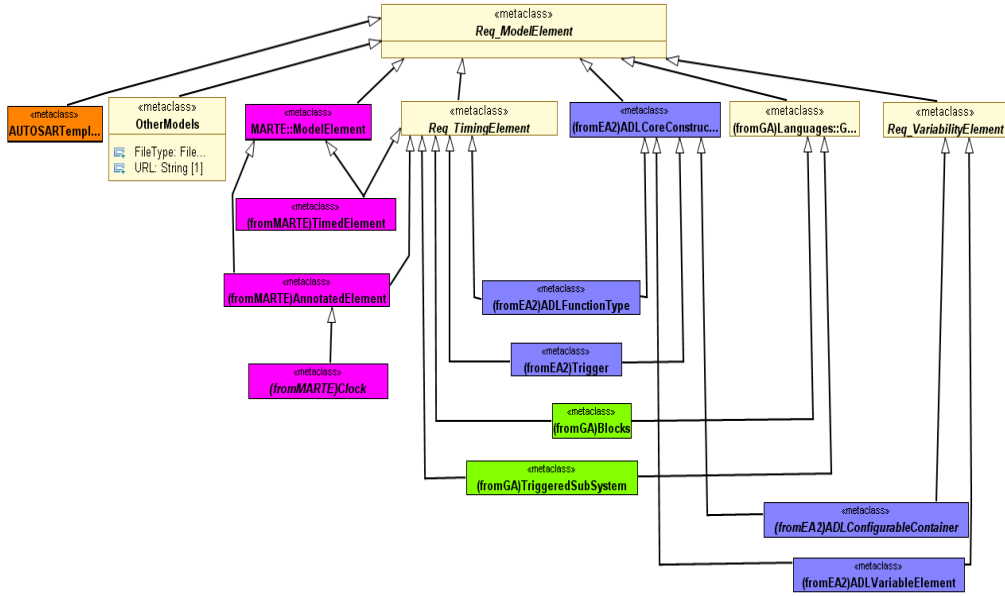 «metaclass»
Req_ModelElement
«metaclass»
AUTOSARTempl...
«metaclass»
OtherModels
FileType: File...
URL: String [1]
«metaclass»
MARTE::ModelElement
«metaclass»
Req_TimingElement
«metaclass»
(fromEA2)ADLCoreConstruc...
«metaclass»
(fromGA)Languages::G...
«metaclass»
Req_VariabilityElement
«metaclass»
(fromMARTE)TimedElement
«metaclass»
(fromMARTE)AnnotatedElement
«metaclass»
(fromEA2)ADLFunctionType
«metaclass»
(fromEA2)Trigger
«metaclass»
(fromMARTE)Clock
«metaclass»
(fromGA)Blocks
«metaclass»
(fromGA)TriggeredSubSystem
«metaclass»
(fromEA2)ADLConfigurableContainer
«metaclass»
(fromEA2)ADLVariableElement